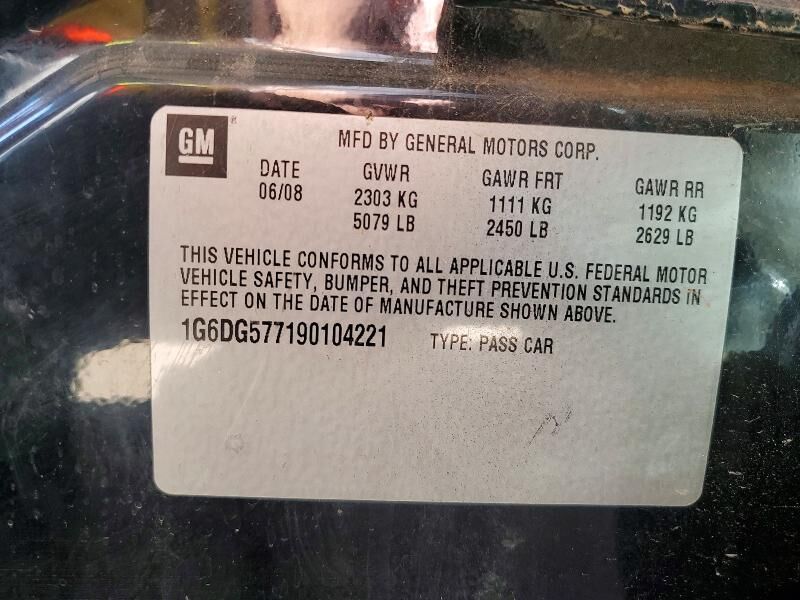 GM
MFD BY GENERAL MOTORS CORP.
DATE GVWR GAWR FRT GAWR RR
06/08 2303 KG 1111 KG 1192 KG
5079 LB 2450 LB 2629 LB
THIS VEHICLE CONFORMS TO ALL APPLICABLE U.S. FEDERAL MOTOR
VEHICLE SAFETY, BUMPER, AND THEFT PREVENTION STANDARDS IN
EFFECT ON THE DATE OF MANUFACTURE SHOWN ABOVE.
1G6DG577190104221 TYPE: PASS CAR